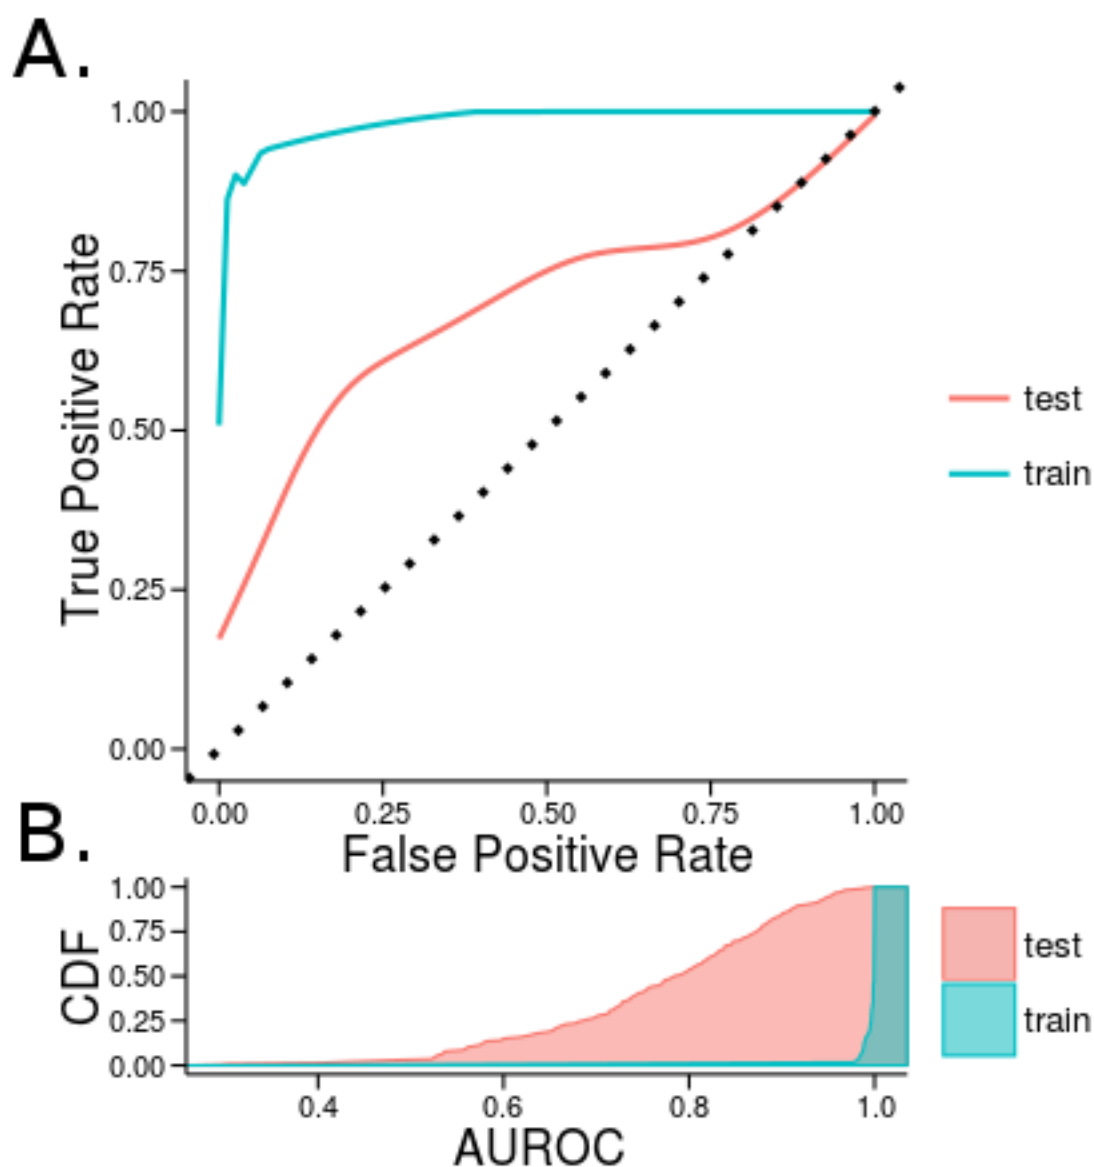 A.
True Positive Rate
1.00
0.75
0.50
0.25
0.00
0.00 0.25 0.50 0.75 1.00
False Positive Rate
test
train
B.
CDF
1.00
0.75
0.50
0.25
0.00
0.4 0.6 0.8 1.0
AUROC
test
train